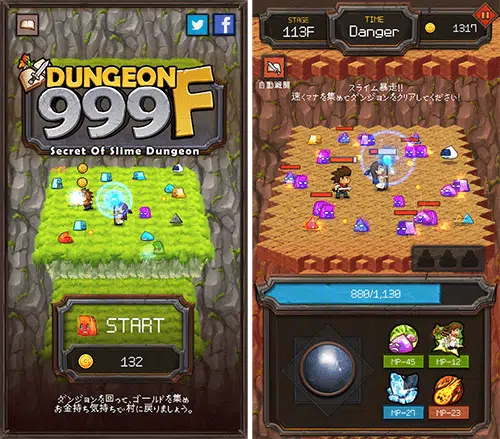 DUNGEON
999F
Secret Of Slime Dungeon
START
132
ダンジョンを回って、ゴールドを集め
お金持ち気持ちで村に戻りましょう。
STAGE
113F
TIME
Danger
1317
自動戦闘
スライム暴走!!
速くマナを集めてダンジョンをクリアしてください!
880/1,130
MP-45
MP-12
MP-27
MP-23